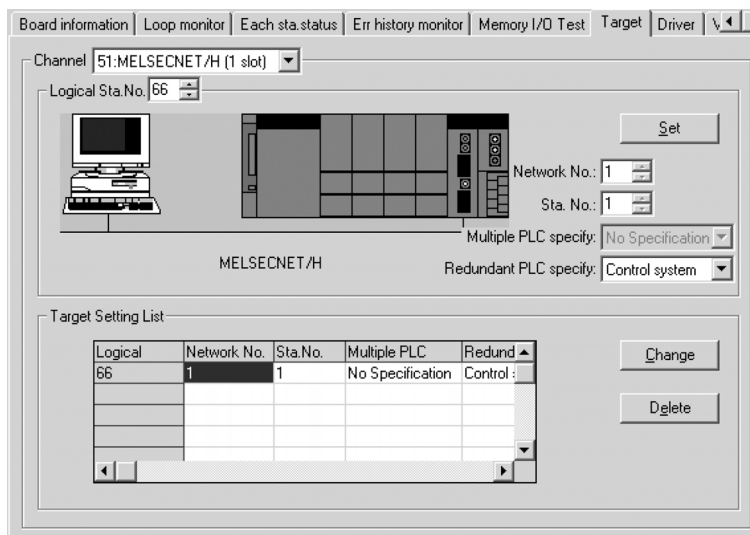 Board information Loop monitor Each sta.status Err history monitor Memory I/O Test Target Driver
Channel 51:MELSECNET/H (1 slot)
Logical Sta.No. 66
Set
Network No.: 1
Sta. No.: 1
Multiple PLC specify: No Specification
MELSECNET/H
Redundant PLC specify: Control system
Target Setting List
Logical Network No. Sta.No. Multiple PLC Redund
66 1 1 No Specification Control
Change
Delete